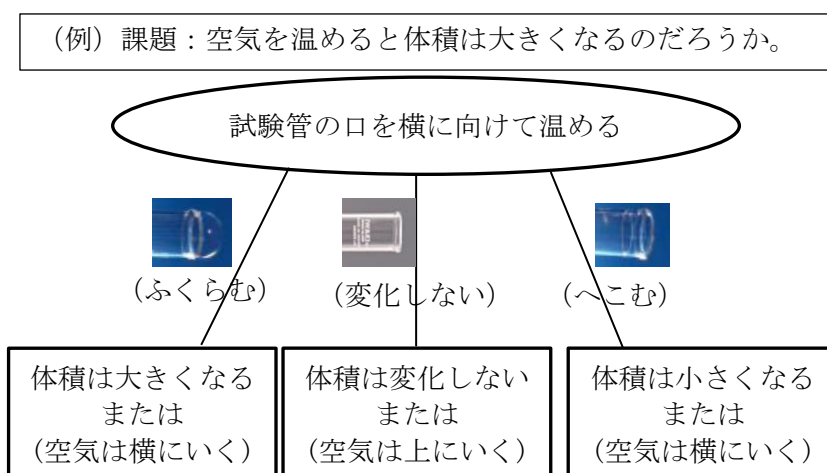 (例)課題：空気を温めると体積は大きくなるのだろうか。
試験管の口を横に向けて温める
(ふくらむ) (変化しない) (へこむ)
体積は大きくなる
または
(空気は横にいく)
体積は変化しない
または
(空気は上にいく)
体積は小さくなる
または
(空気は横にいく)